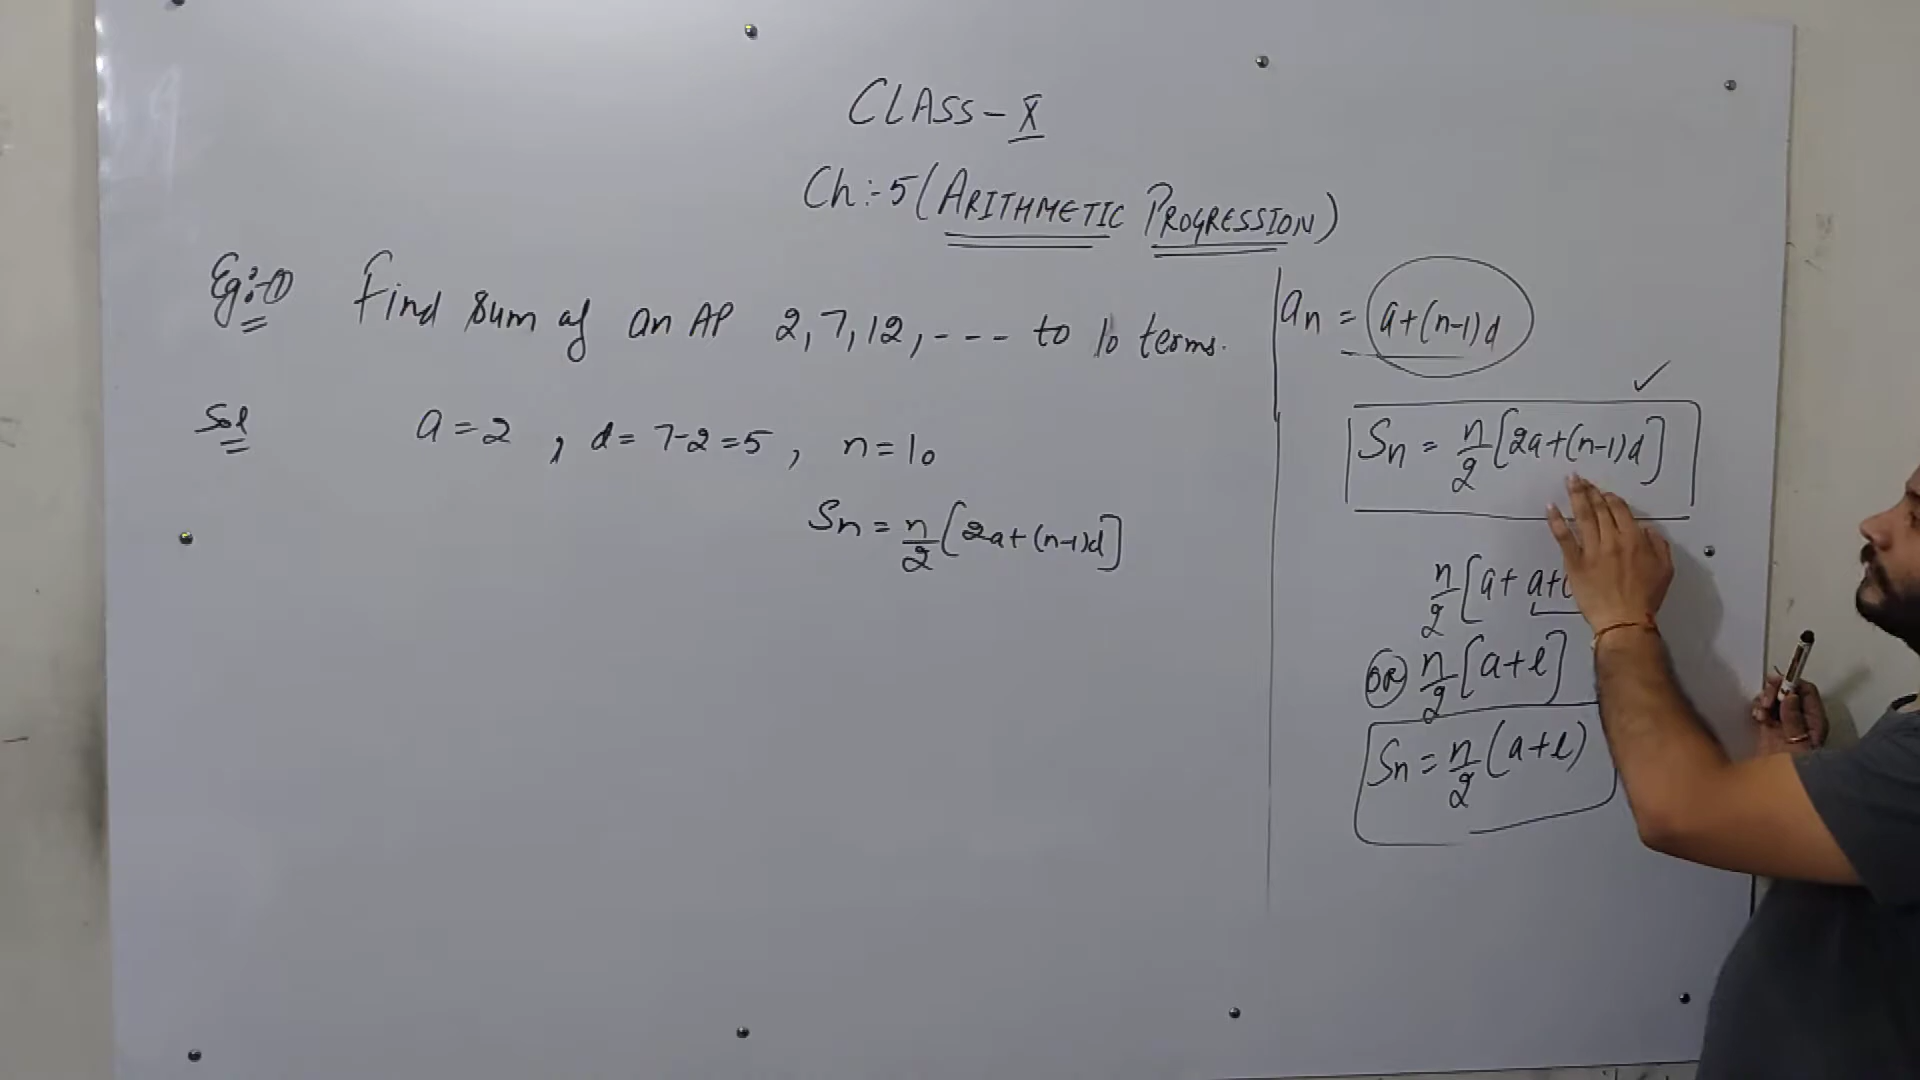 CLASS - X
Ch:- 5 ( ARITHMETIC PROGRESSION )
Eg:-① Find sum of an AP 2, 7, 12, - - - - to 10 terms.
Sol a = 2 , d = 7-2 = 5 , n = 10
Sn = n/2 [2a+(n-1)d]
an = a+(n-1)d
✓
Sn = n/2 [2a+(n-1)d]
n/2 [a+ a+(
OR n/2 [a+l]
Sn = n/2 (a+l)